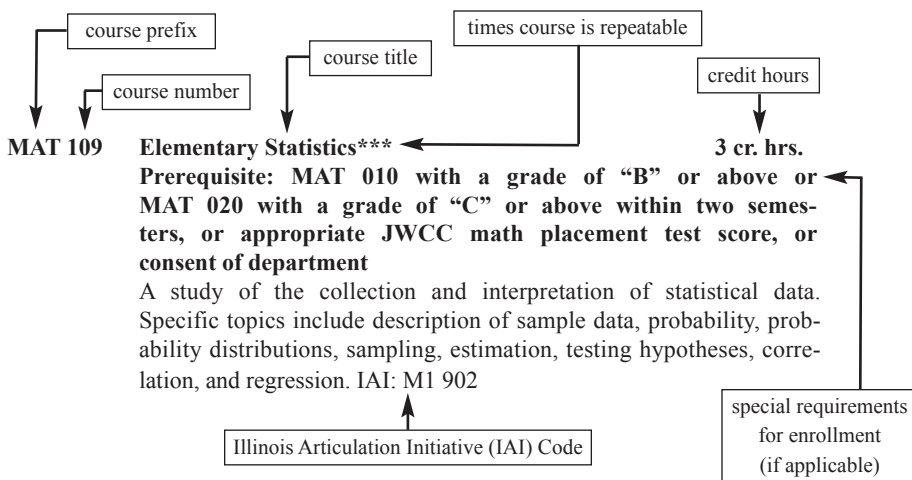 course prefix
times course is repeatable
course title
credit hours
course number
MAT 109 Elementary Statistics*** 3 cr. hrs.
Prerequisite: MAT 010 with a grade of “B” or above or
MAT 020 with a grade of “C” or above within two semes-
ters, or appropriate JWCC math placement test score, or
consent of department
A study of the collection and interpretation of statistical data.
Specific topics include description of sample data, probability, prob-
ability distributions, sampling, estimation, testing hypotheses, corre-
lation, and regression. IAI: M1 902
special requirements
for enrollment
(if applicable)
Illinois Articulation Initiative (IAI) Code